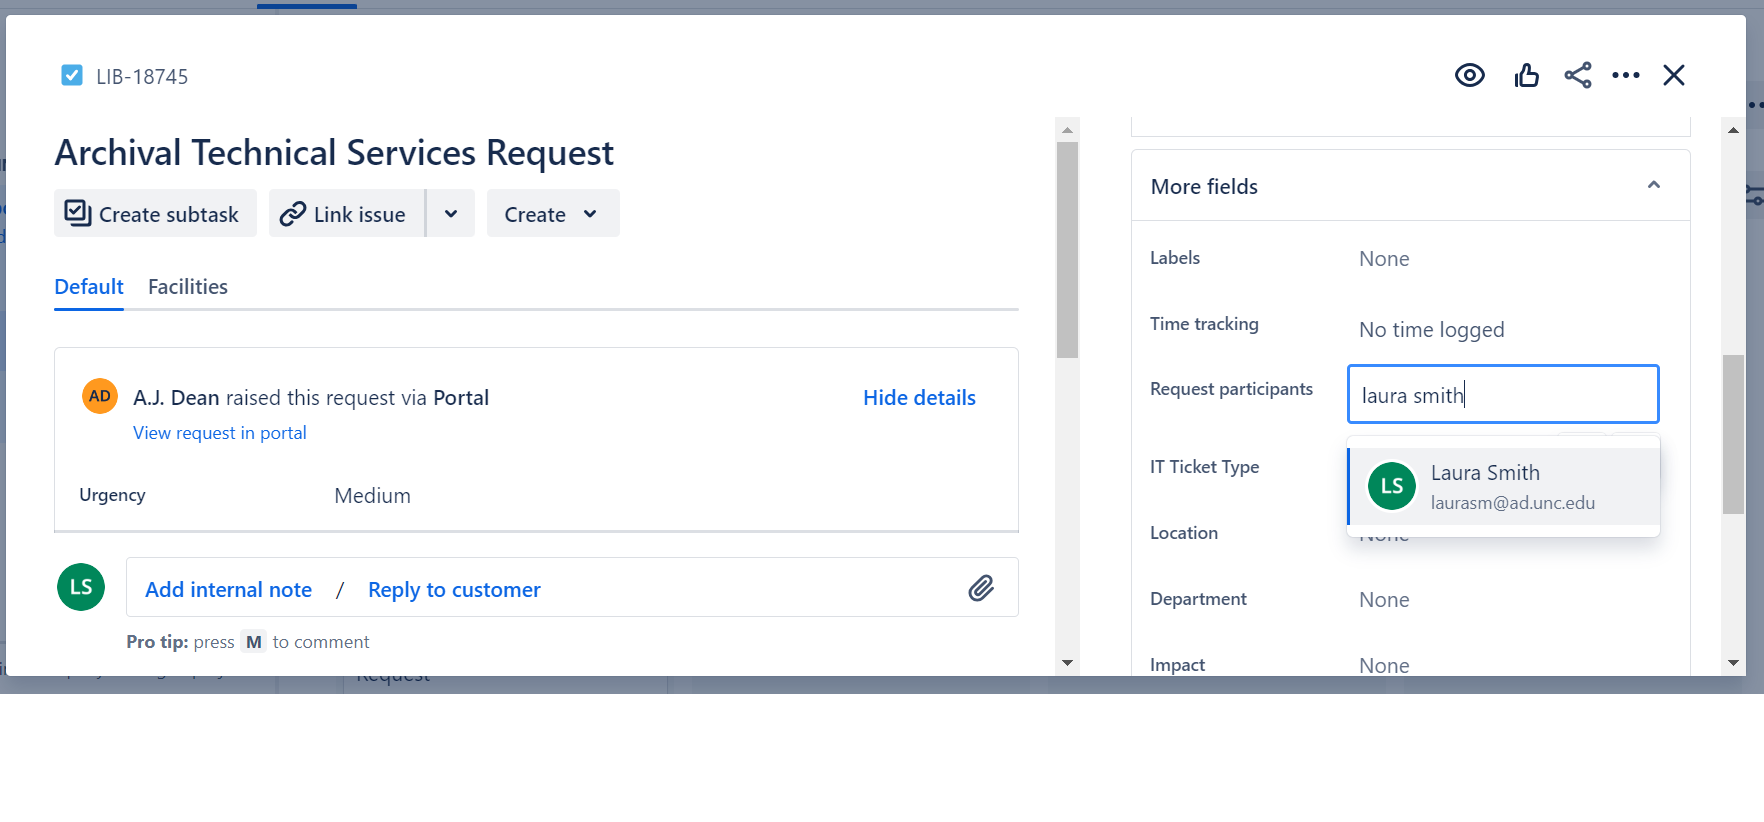 LIB-18745
Archival Technical Services Request
Create subtask
Link issue
Create
Default
Facilities
AD
A.J. Dean raised this request via Portal
Hide details
View request in portal
Urgency
Medium
LS
Add internal note / Reply to customer
Pro tip: press M to comment
More fields
Labels
None
Time tracking
No time logged
Request participants
laura smith
LS
Laura Smith
laurasm@ad.unc.edu
IT Ticket Type
Location
None
Department
None
Impact
None
Request